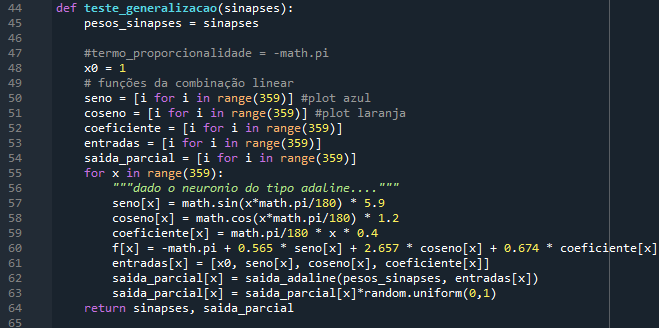 44 def teste_generalizacao(sinapses):
45     pesos_sinapses = sinapses
46
47     #termo_proporcionalidade = -math.pi
48     x0 = 1
49     # funções da combinação linear
50     seno = [i for i in range(359)] #plot azul
51     coseno = [i for i in range(359)] #plot laranja
52     coeficiente = [i for i in range(359)]
53     entradas = [i for i in range(359)]
54     saida_parcial = [i for i in range(359)]
55     for x in range(359):
56         """dado o neuronio do tipo adaline...."""
57         seno[x] = math.sin(x*math.pi/180) * 5.9
58         coseno[x] = math.cos(x*math.pi/180) * 1.2
59         coeficiente[x] = math.pi/180 * x * 0.4
60         f[x] = -math.pi + 0.565 * seno[x] + 2.657 * coseno[x] + 0.674 * coeficiente[x]
61         entradas[x] = [x0, seno[x], coseno[x], coeficiente[x]]
62         saida_parcial[x] = saida_adaline(pesos_sinapses, entradas[x])
63         saida_parcial[x] = saida_parcial[x]*random.uniform(0,1)
64     return sinapses, saida_parcial
65